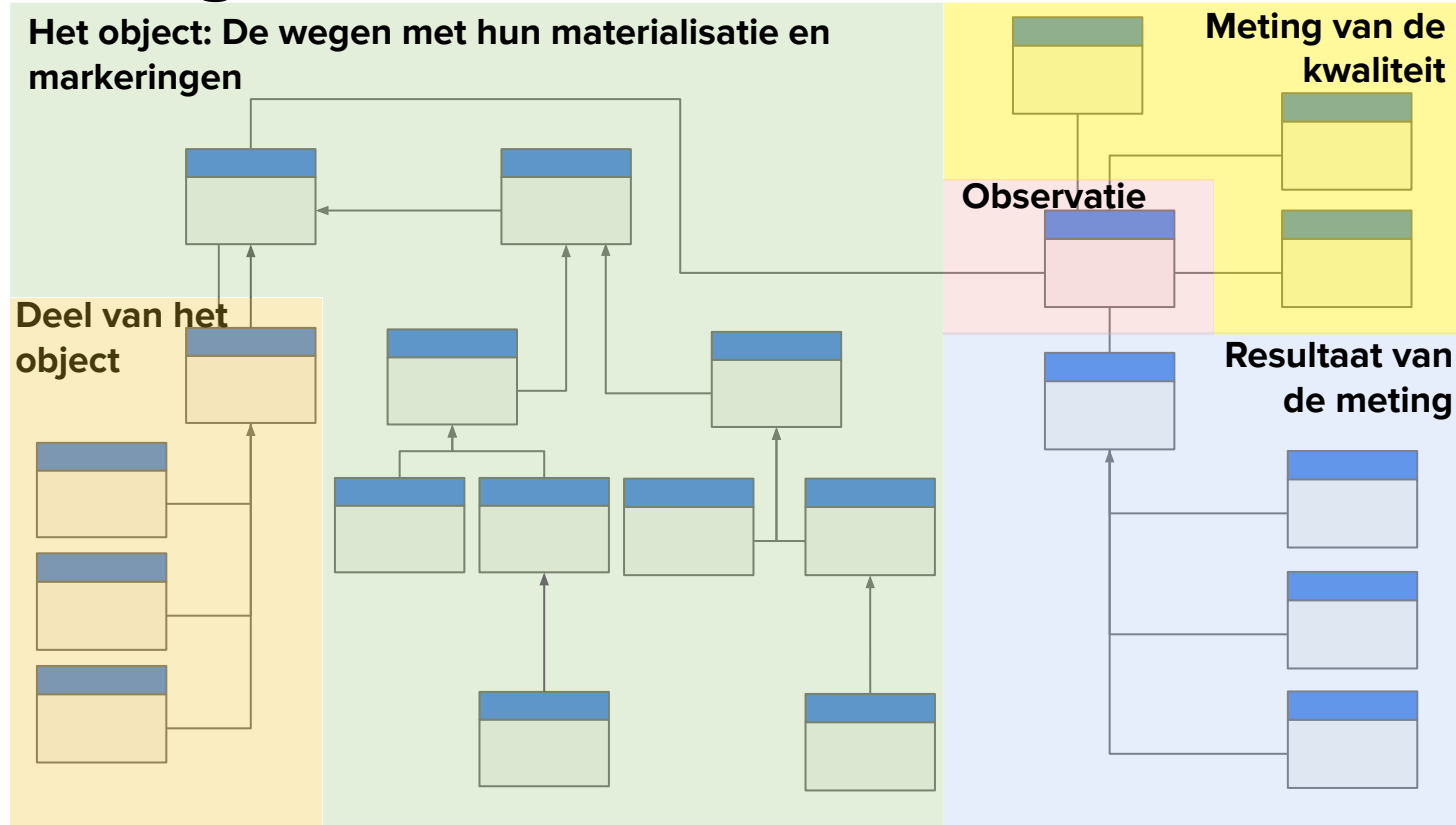 Het object: De wegen met hun materialisatie en
markeringen
Meting van de
kwaliteit
Observatie
Deel van het
object
Resultaat van
de meting